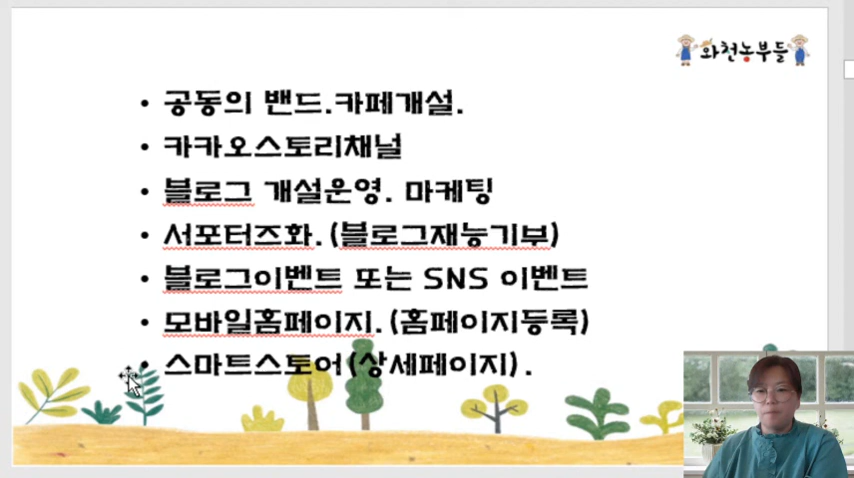 와천농부들
• 공동의 밴드.카페개설.
• 카카오스토리채널
• 블로그 개설운영. 마케팅
• 서포터즈화. (블로그재능기부)
• 블로그이벤트 또는 SNS 이벤트
• 모바일홈페이지. (홈페이지등록)
• 스마트스토어(상세페이지).